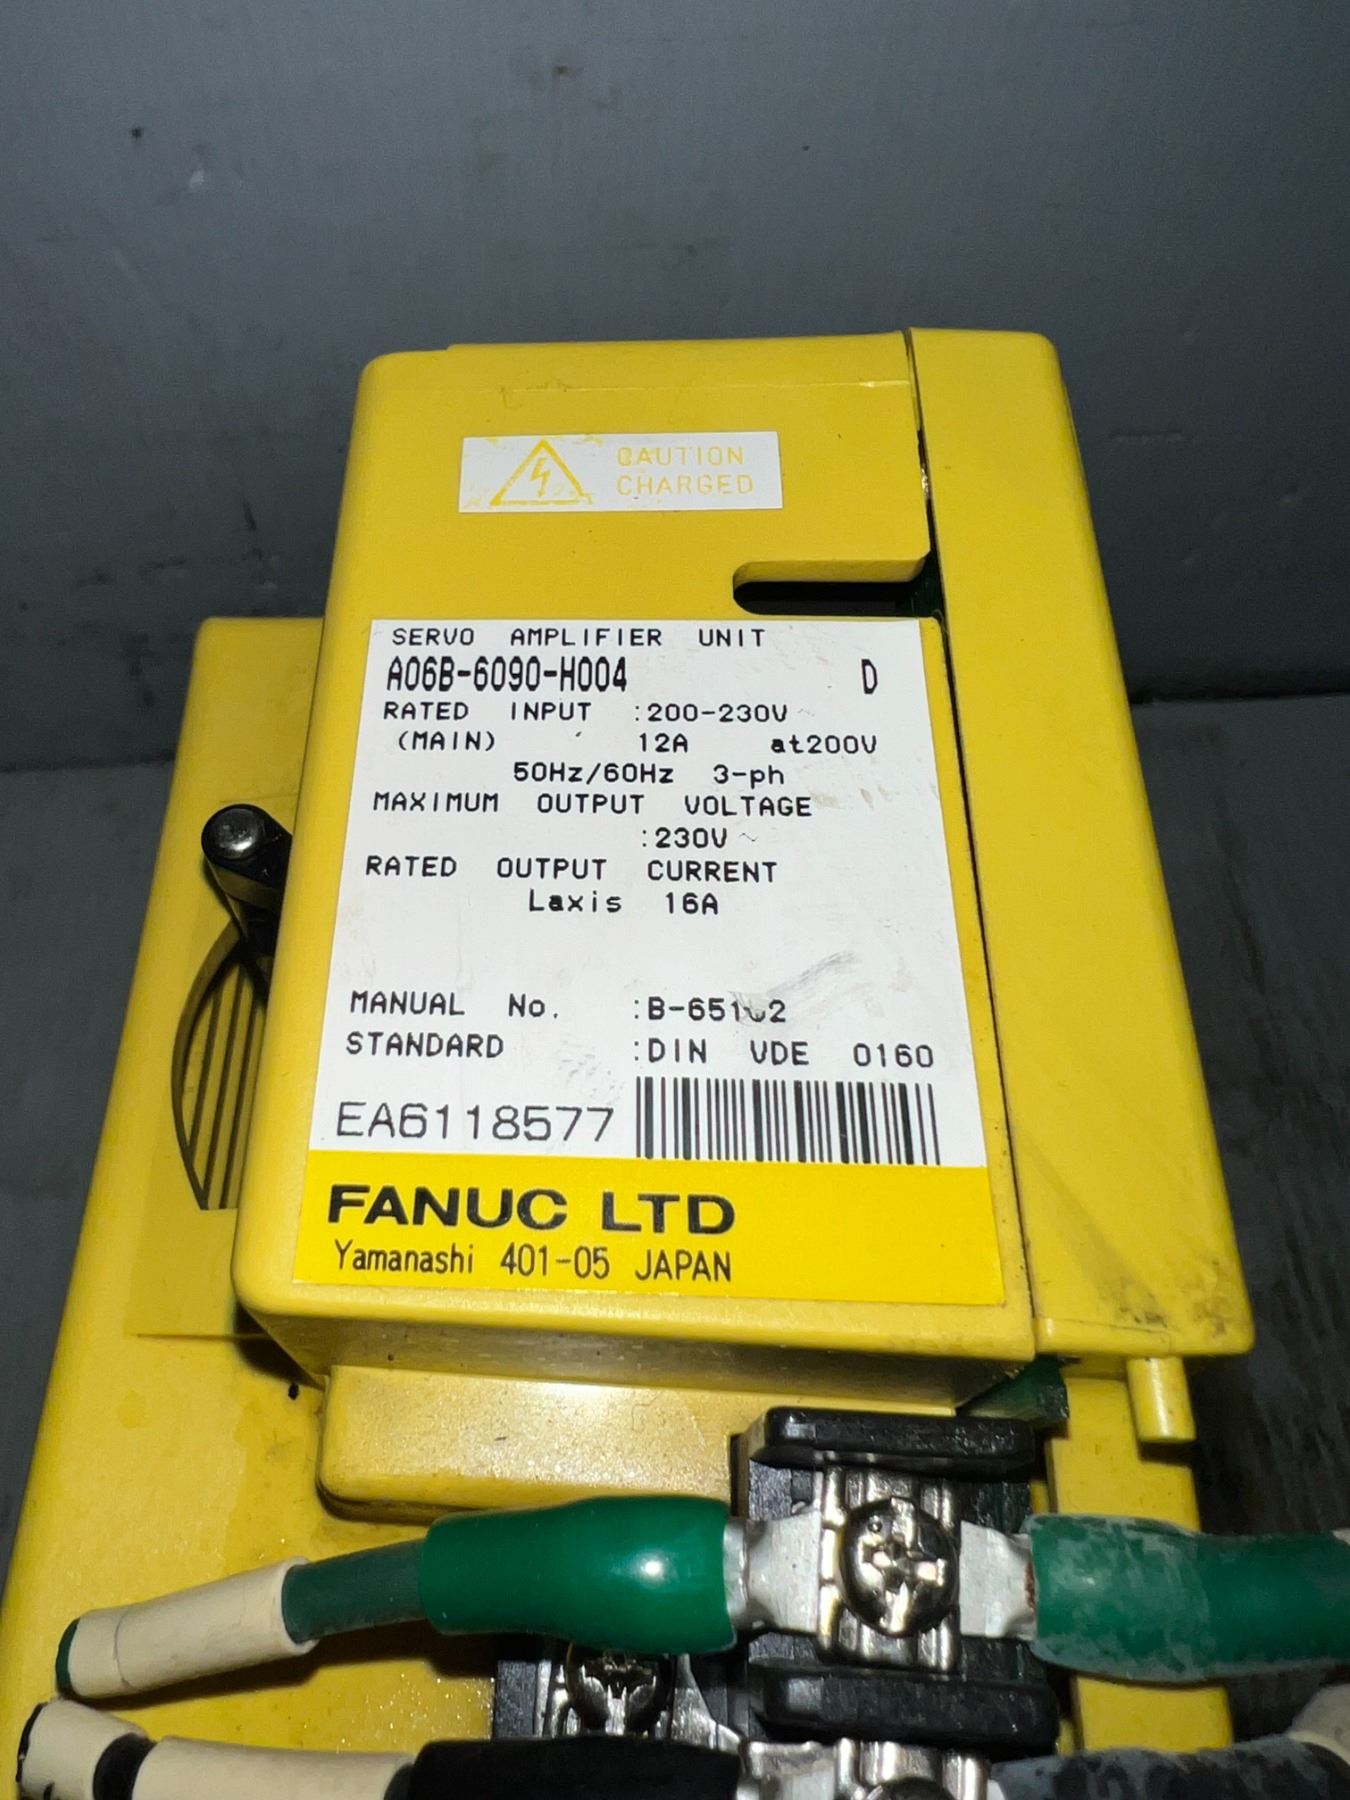 CAUTION
CHARGED
SERVO AMPLIFIER UNIT
A06B-6090-H004 D
RATED INPUT :200-230V~
(MAIN) 12A at200V
50Hz/60Hz 3-ph
MAXIMUM OUTPUT VOLTAGE
:230V~
RATED OUTPUT CURRENT
Laxis 16A
MANUAL No. :
STANDARD :DIN VDE 0160
EA6118577
FANUC LTD
Yamanashi 401-05 JAPAN